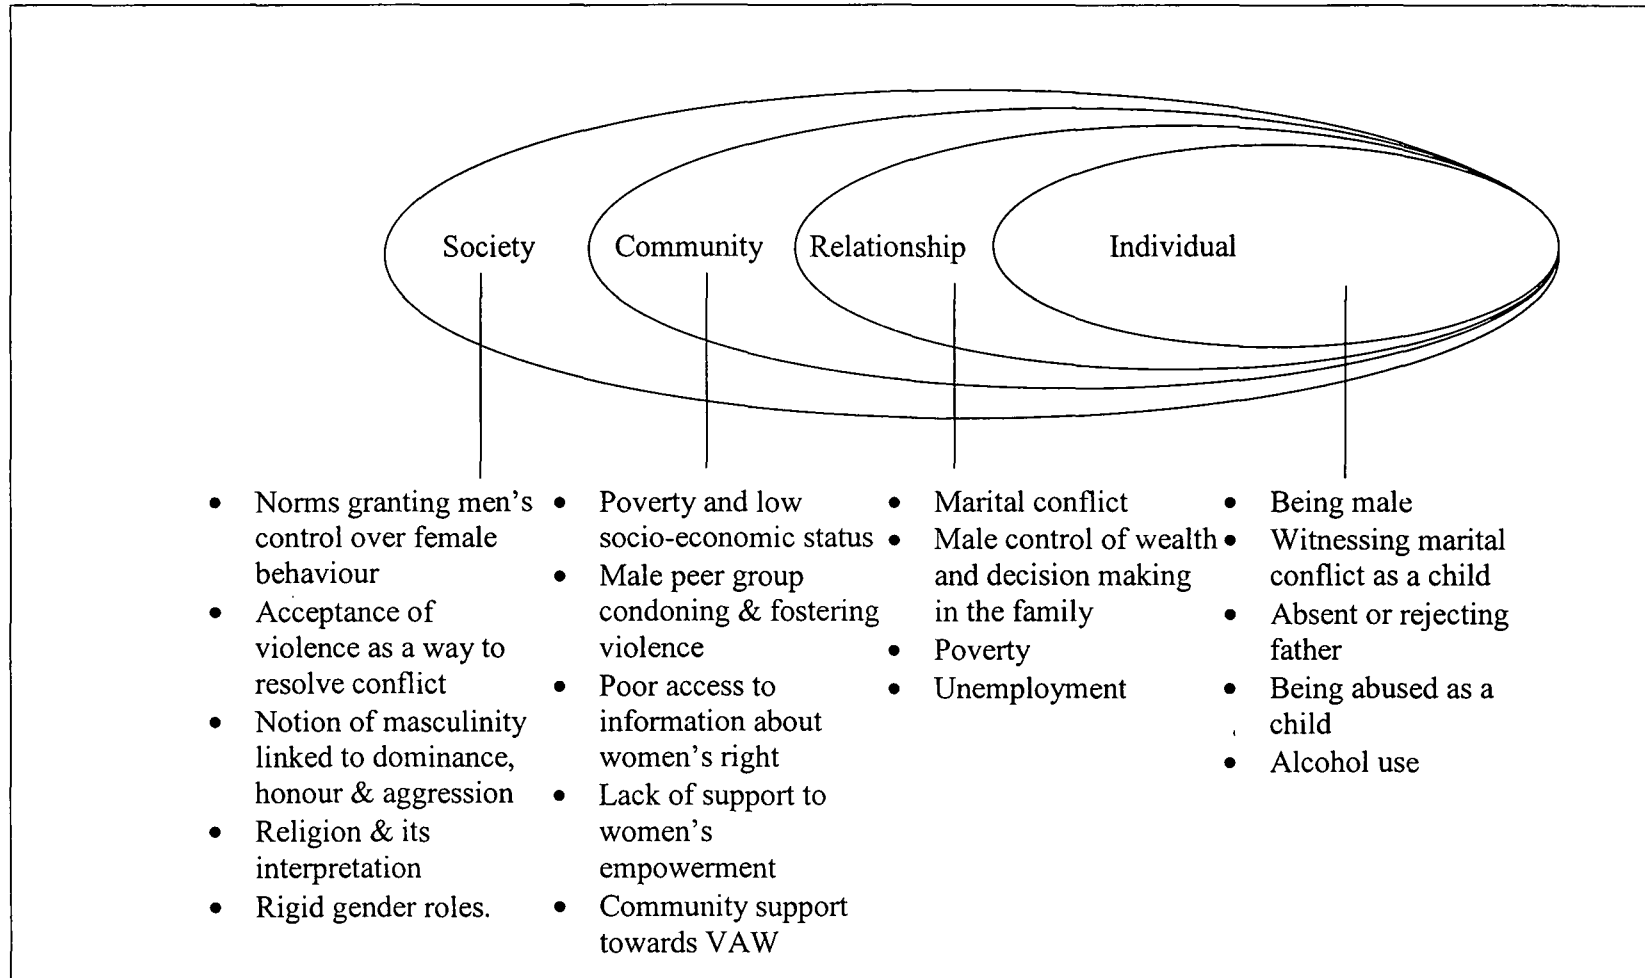 Society
Community
Relationship
Individual
• Norms granting men's
control over female
behaviour
• Acceptance of
violence as a way to
resolve conflict
• Notion of masculinity
linked to dominance,
honour & aggression
• Religion & its
interpretation
• Rigid gender roles.
• Poverty and low
socio-economic status
• Male peer group
condoning & fostering
violence
• Poor access to
information about
women's right
• Lack of support to
women's
empowerment
• Community support
towards VAW
• Marital conflict
• Male control of wealth
and decision making
in the family
• Poverty
• Unemployment
• Being male
• Witnessing marital
conflict as a child
• Absent or rejecting
father
• Being abused as a
child
• Alcohol use